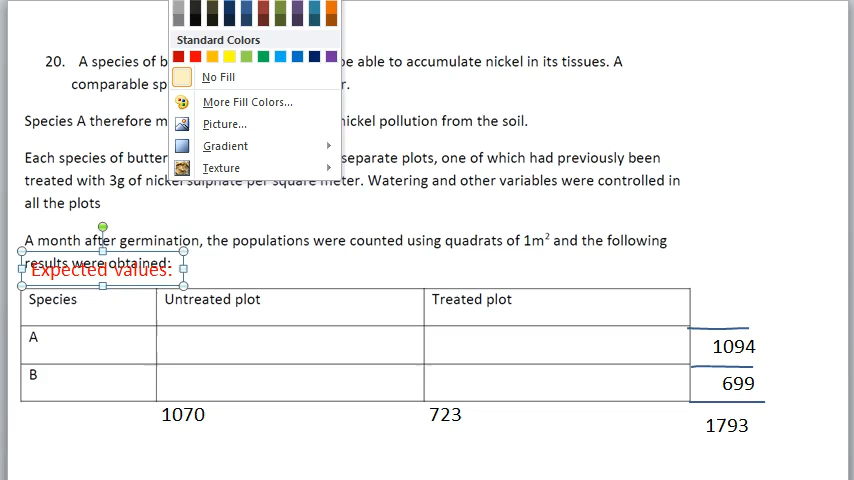 Standard Colors
No Fill
More Fill Colors...
Picture...
Gradient
Texture
20. A species of b be able to accumulate nickel in its tissues. A
comparable sp r.
Species A therefore m nickel pollution from the soil.
Each species of butter separate plots, one of which had previously been
treated with 3g of nickel sulphate per square meter. Watering and other variables were controlled in
all the plots
A month after germination, the populations were counted using quadrats of 1m² and the following
results were obtained:
Expected values:
Species Untreated plot Treated plot
A 1094
B 699
1070 723 1793